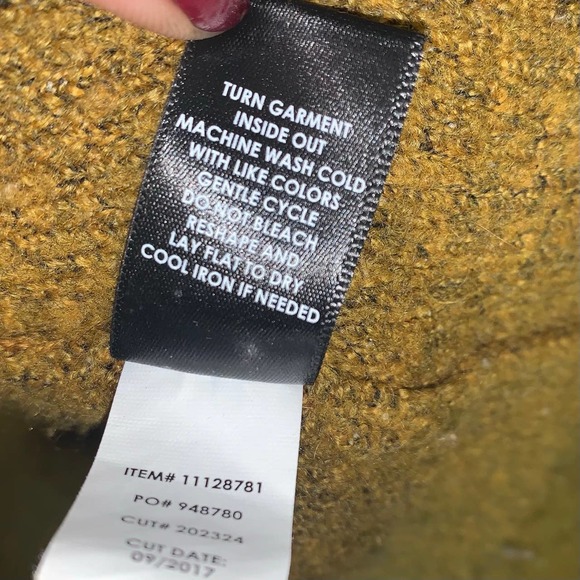 TURN GARMENT
INSIDE OUT
MACHINE WASH COLD
WITH LIKE COLORS
GENTLE CYCLE
DO NOT BLEACH
RESHAPE AND
LAY FLAT TO DRY
COOL IRON IF NEEDED
ITEM# 11128781
PO# 948780
CUT# 202324
CUT DATE:
09/2017